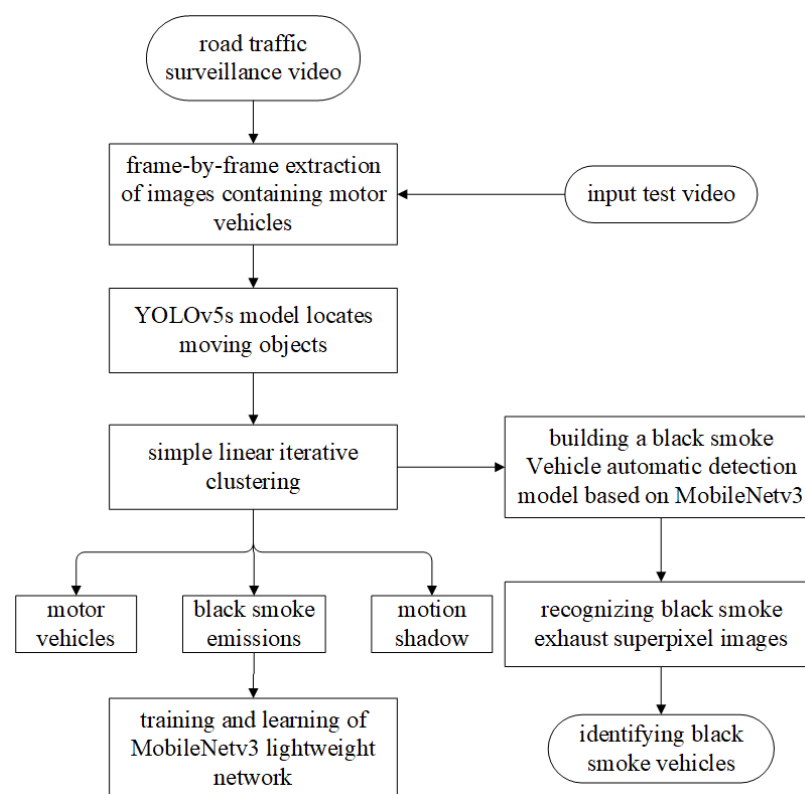 road traffic
surveillance video
frame-by-frame extraction
of images containing motor
vehicles
input test video
YOLOv5s model locates
moving objects
simple linear iterative
clustering
building a black smoke
Vehicle automatic detection
model based on MobileNetv3
motor
vehicles
black smoke
emissions
motion
shadow
recognizing black smoke
exhaust superpixel images
training and learning of
MobileNetv3 lightweight
network
identifying black
smoke vehicles